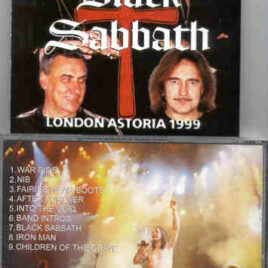 Black
Sabbath
LONDON ASTORIA 1999
1. WAR PIGS
2. NIB
3. FAIRIES WEAR BOOTS
4. AFTER FOREVER
5. INTO THE VOID
6. BAND INTROS
7. BLACK SABBATH
8. IRON MAN
9. CHILDREN OF THE GRAVE